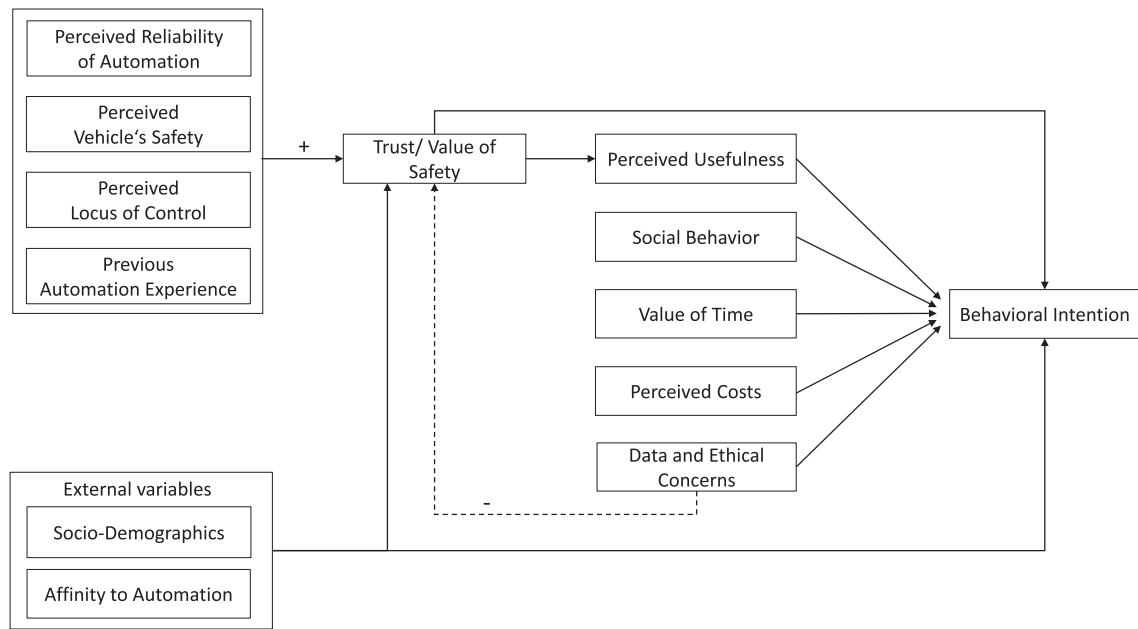 Perceived Reliability
of Automation
Perceived
Vehicle‘s Safety
Perceived
Locus of Control
Previous
Automation Experience
+
Trust/ Value of
Safety
Perceived Usefulness
Social Behavior
Value of Time
Perceived Costs
Data and Ethical
Concerns
-
Behavioral Intention
External variables
Socio-Demographics
Affinity to Automation